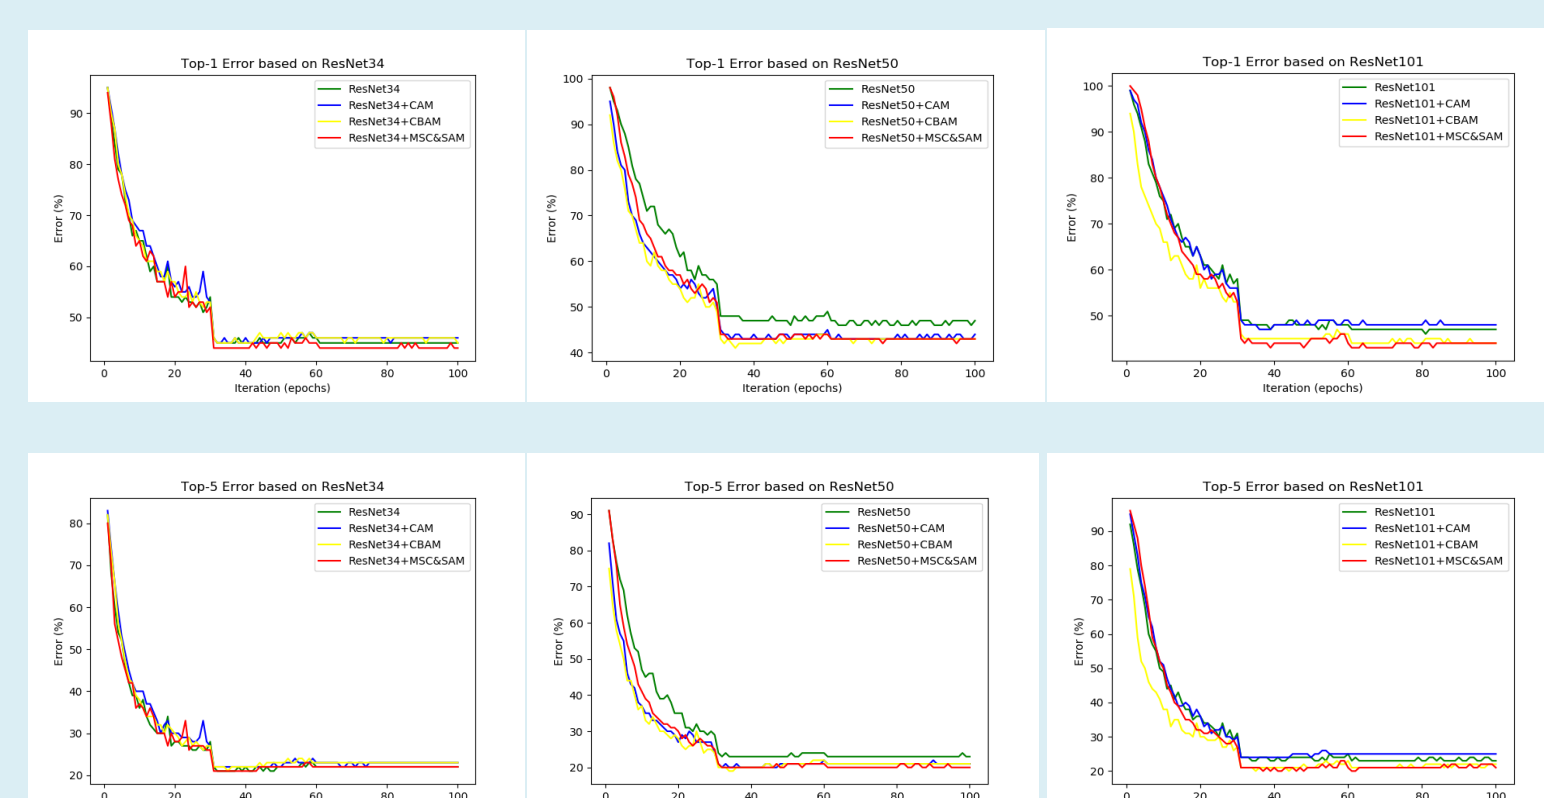 Top-1 Error based on ResNet34
ResNet34
ResNet34+CAM
ResNet34+CBAM
ResNet34+MSC&SAM
90
80
70
60
50
Error (%)
0 20 40 60 80 100
Iteration (epochs)
Top-1 Error based on ResNet50
ResNet50
ResNet50+CAM
ResNet50+CBAM
ResNet50+MSC&SAM
100
90
80
70
60
50
40
Error (%)
0 20 40 60 80 100
Iteration (epochs)
Top-1 Error based on ResNet101
ResNet101
ResNet101+CAM
ResNet101+CBAM
ResNet101+MSC&SAM
100
90
80
70
60
50
Error (%)
0 20 40 60 80 100
Iteration (epochs)
Top-5 Error based on ResNet34
ResNet34
ResNet34+CAM
ResNet34+CBAM
ResNet34+MSC&SAM
80
70
60
50
40
30
20
Error (%)
0 20 40 60 80 100
Top-5 Error based on ResNet50
ResNet50
ResNet50+CAM
ResNet50+CBAM
ResNet50+MSC&SAM
90
80
70
60
50
40
30
20
Error (%)
0 20 40 60 80 100
Top-5 Error based on ResNet101
ResNet101
ResNet101+CAM
ResNet101+CBAM
ResNet101+MSC&SAM
90
80
70
60
50
40
30
20
Error (%)
0 20 40 60 80 100